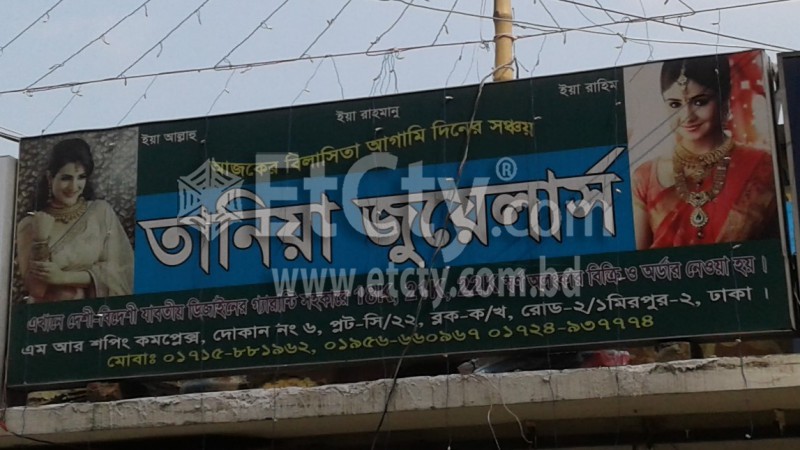 ইয়া আল্লাহু ইয়া রাহমানু ইয়া রাহিম
আজকের বিলাসিতা আগামি দিনের সঞ্চয়
EtCty®.com
তানিয়া জুয়েলার্স
www.etcty.com.bd
এখানে দেশী-বিদেশী যাবতীয় ডিজাইনের গ্যারান্টি সহকারে বিক্রি ও অর্ডার নেওয়া হয়।
এম আর শপিং কমপ্লেক্স, দোকান নং ৬, প্লট-সি/২২, ব্লক-ক/খ, রোড-২/১মিরপুর-২, ঢাকা।
মোবাঃ ০১৭১৫-৮৮১৯৬২, ০১৯৫৬-৬৬০৯৬৭ ০১৭২৪-৯৩৭৭৭৪